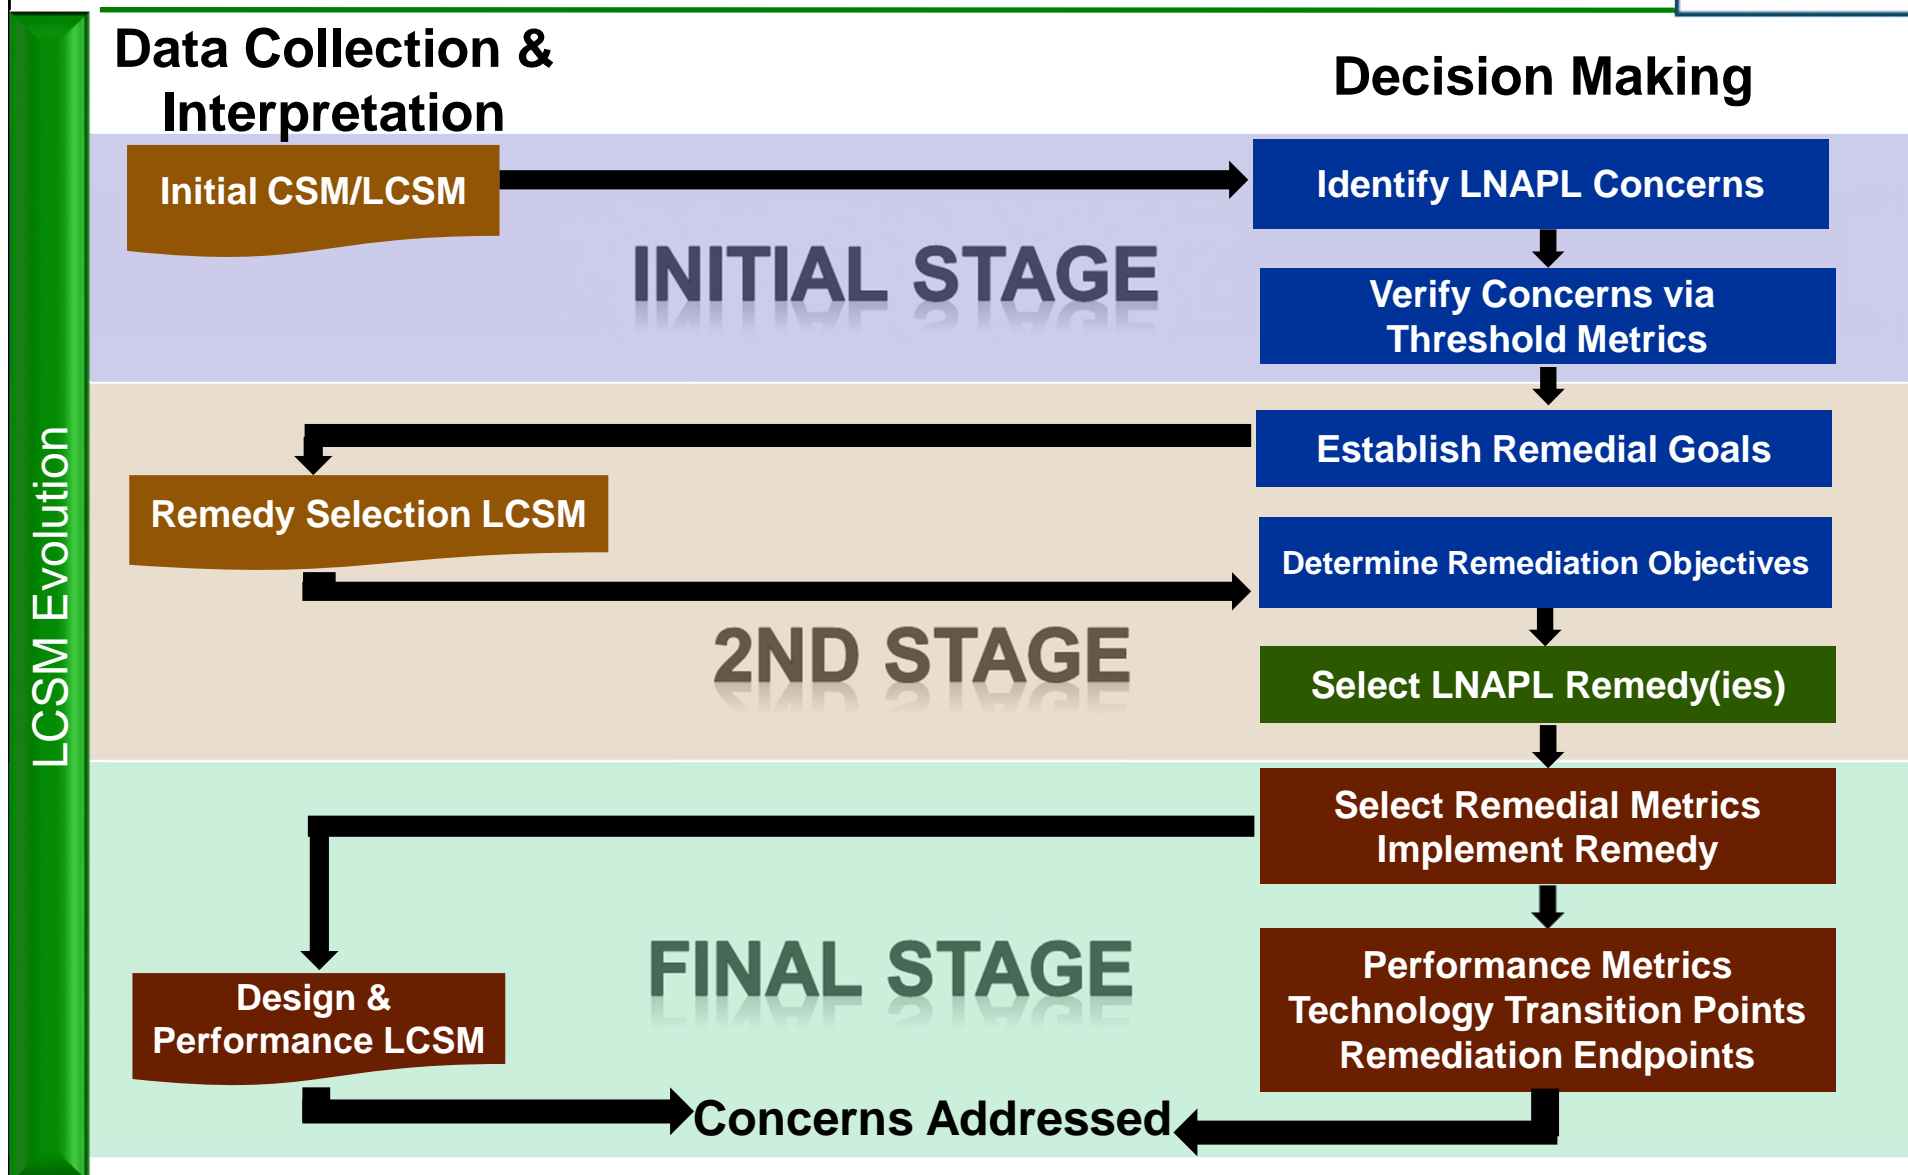 Data Collection &
Interpretation
Decision Making
Initial CSM/LCSM
Identify LNAPL Concerns
INITIAL STAGE
Verify Concerns via
Threshold Metrics
Establish Remedial Goals
Remedy Selection LCSM
Determine Remediation Objectives
2ND STAGE
Select LNAPL Remedy(ies)
Select Remedial Metrics
Implement Remedy
FINAL STAGE
Design &
Performance LCSM
Performance Metrics
Technology Transition Points
Remediation Endpoints
Concerns Addressed
LCSM Evolution